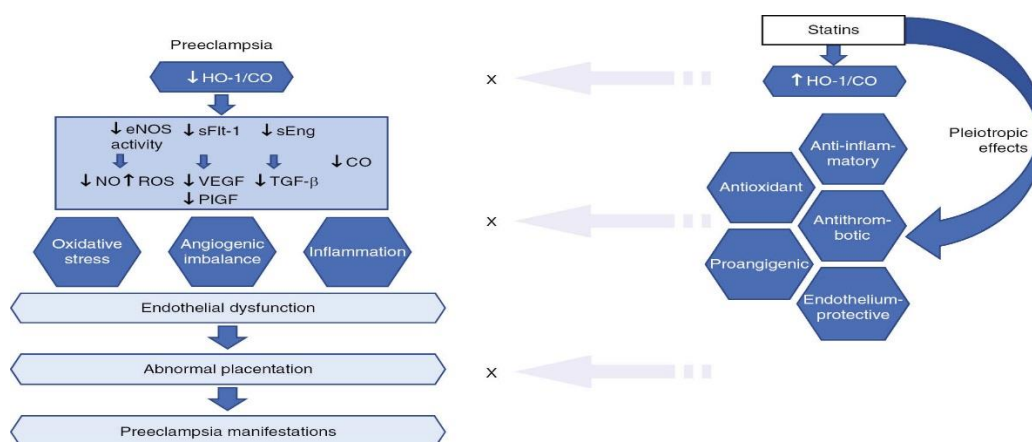 Preeclampsia
↓ HO-1/CO
↓ eNOS activity
↓ sFlt-1
↓ sEng
↓ CO
↓ NO ↑ ROS
↓ VEGF
↓ PIGF
↓ TGF-β
Oxidative
stress
Angiogenic
imbalance
Inflammation
Endothelial dysfunction
Abnormal placentation
Preeclampsia manifestations
x
x
x
Statins
↑ HO-1/CO
Pleiotropic
effects
Anti-inflam-
matory
Antioxidant
Antithrom-
botic
Proangigenic
Endothelium-
protective